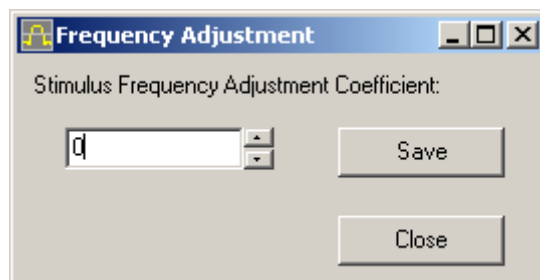 Frequency Adjustment
Stimulus Frequency Adjustment Coefficient:
0
Save
Close